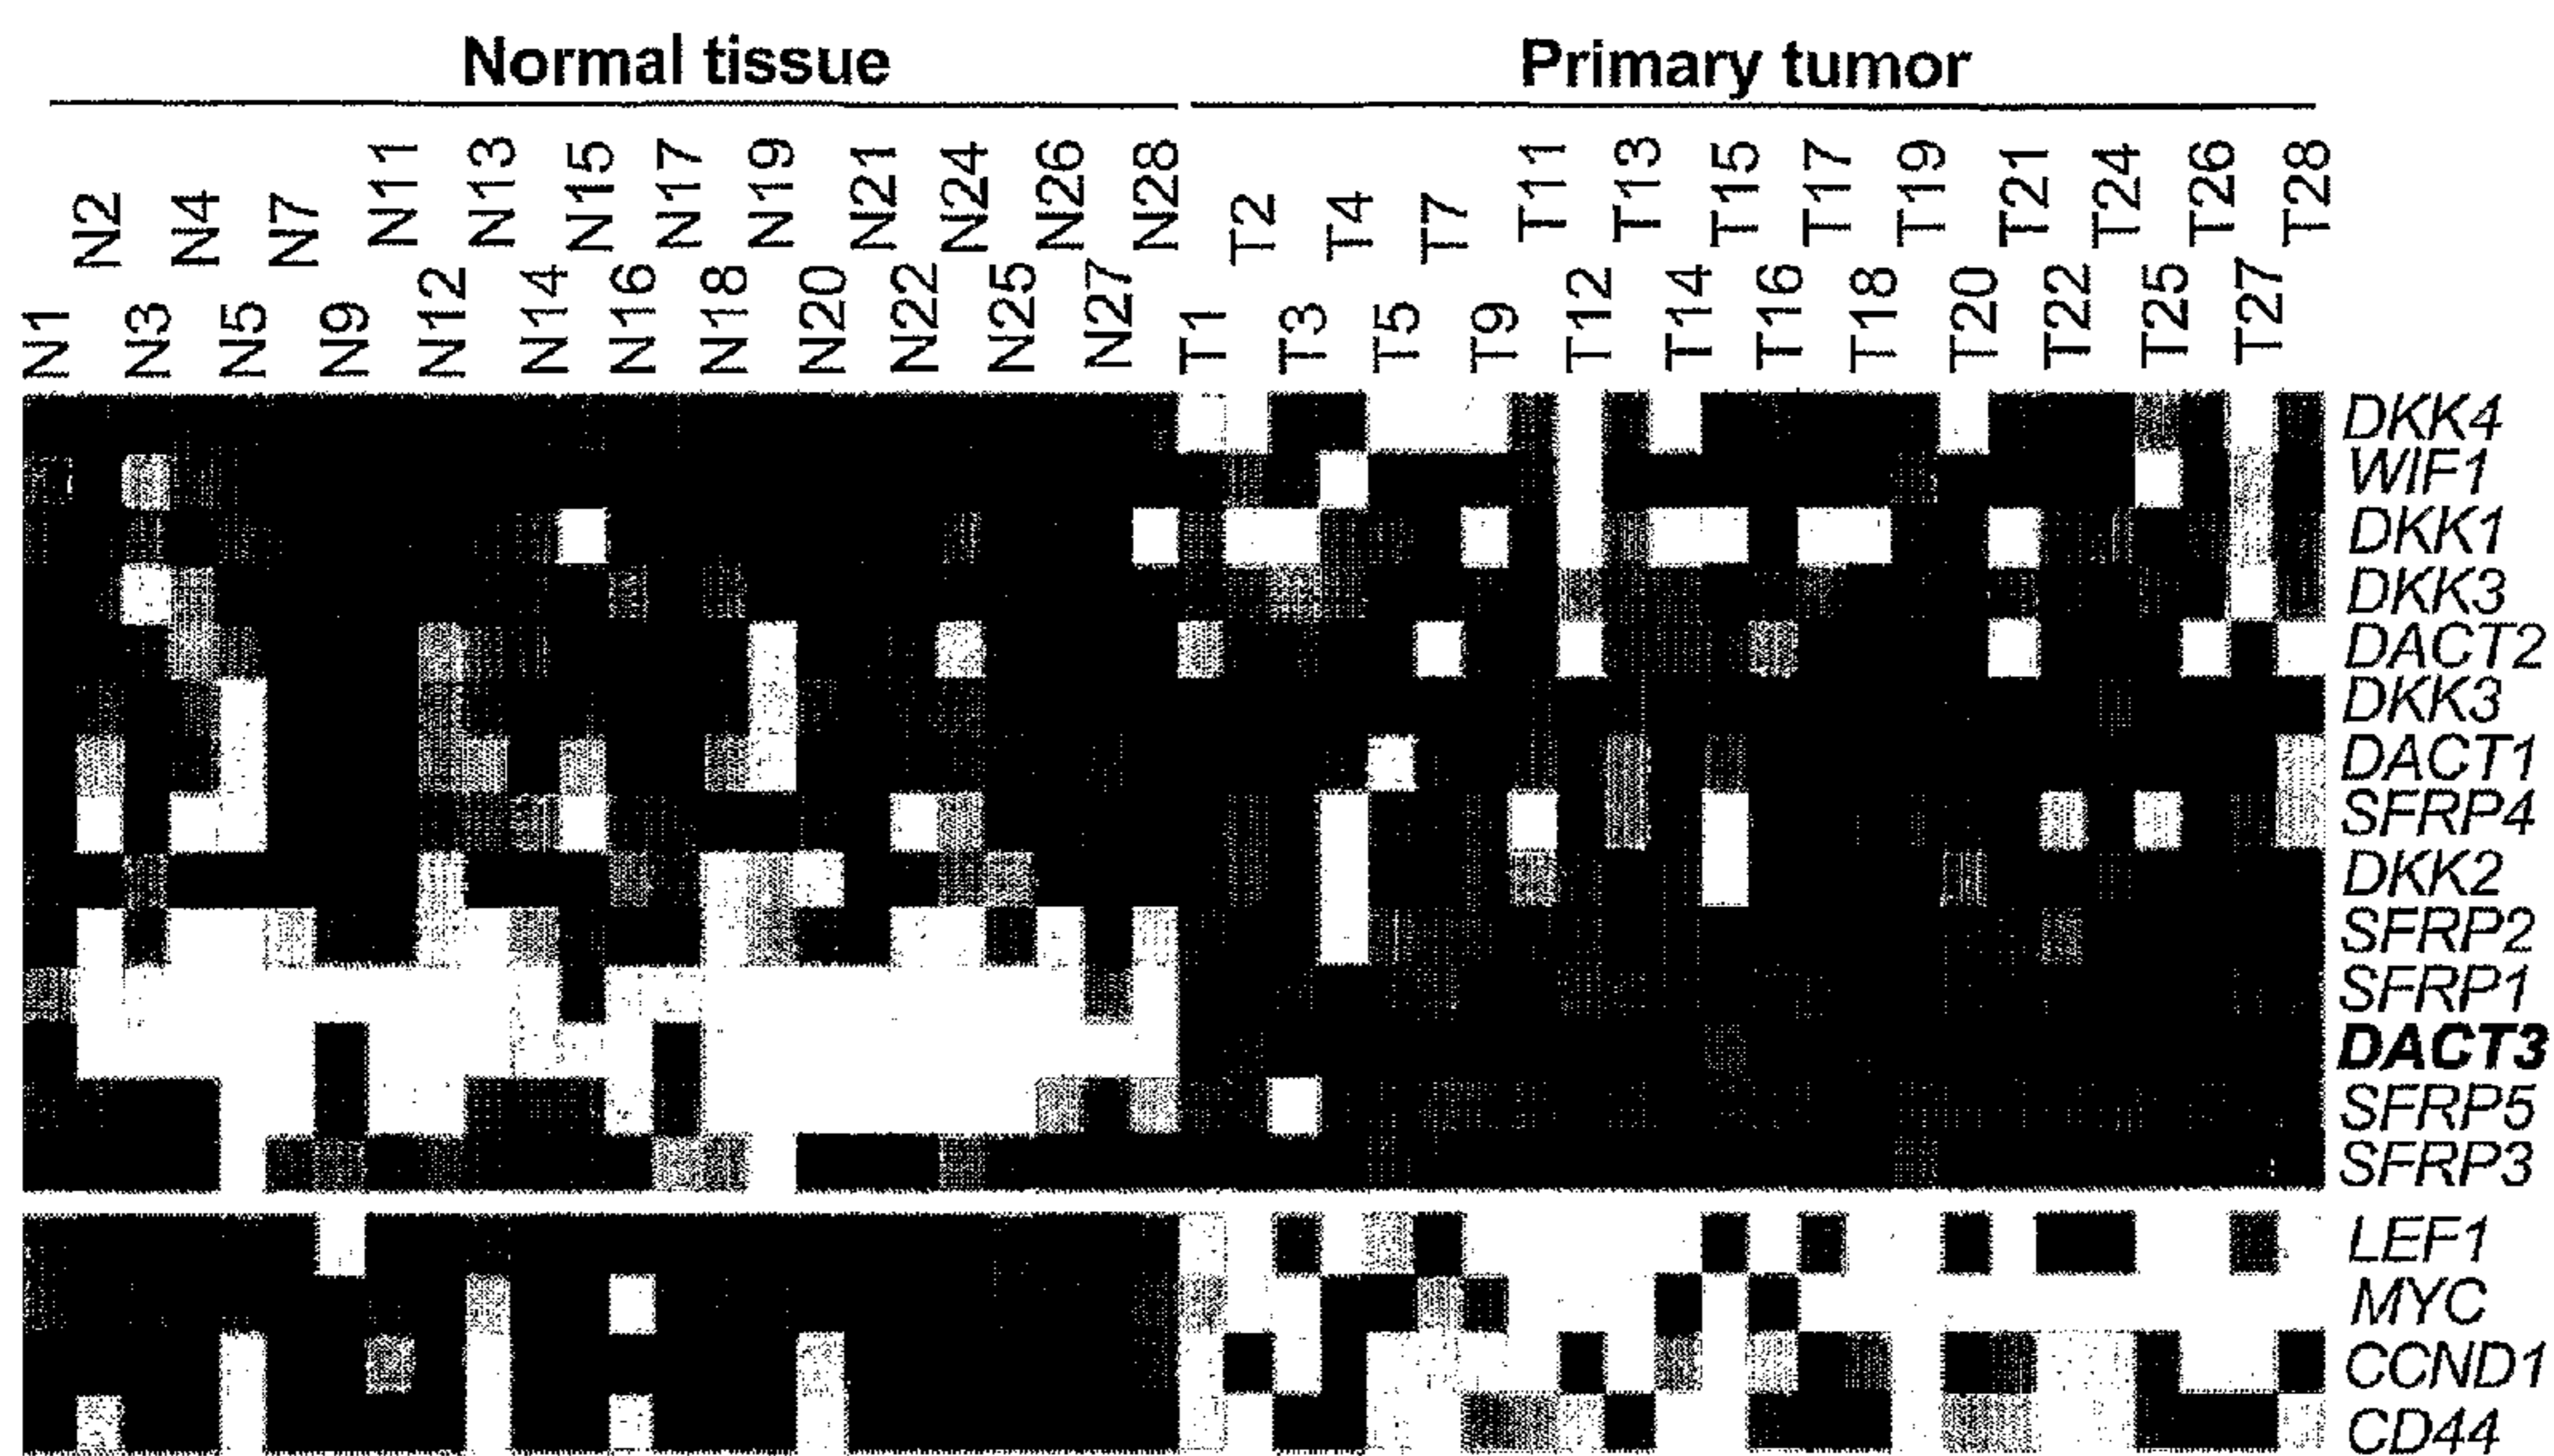 Normal tissue Primary tumor
N2 N4 N7 N11 N13 N15 N17 N19 N21 N24 N26 N28 T2 T4 T7 T11 T13 T15 T17 T19 T21 T24 T26 T28
N1 N3 N5 N9 N12 N14 N16 N18 N20 N22 N25 N27 T1 T3 T5 T9 T12 T14 T16 T18 T20 T22 T25 T27
DKK4
WIF1
DKK1
DKK3
DACT2
DKK3
DACT1
SFRP4
DKK2
SFRP2
SFRP1
DACT3
SFRP5
SFRP3
LEF1
MYC
CCND1
CD44